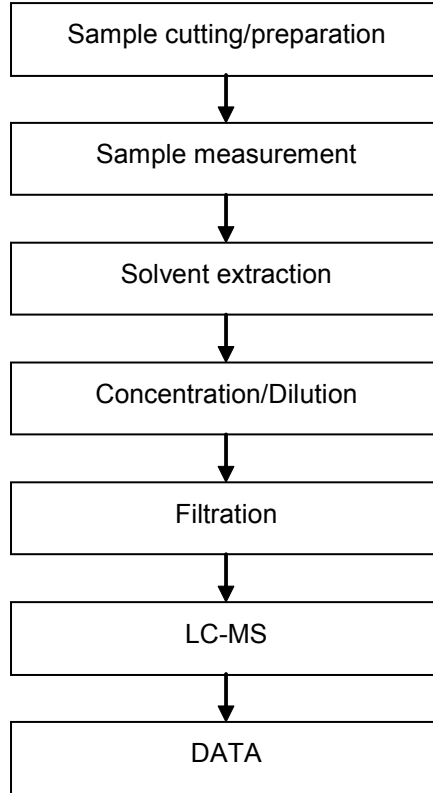 Sample cutting/preparation
Sample measurement
Solvent extraction
Concentration/Dilution
Filtration
LC-MS
DATA